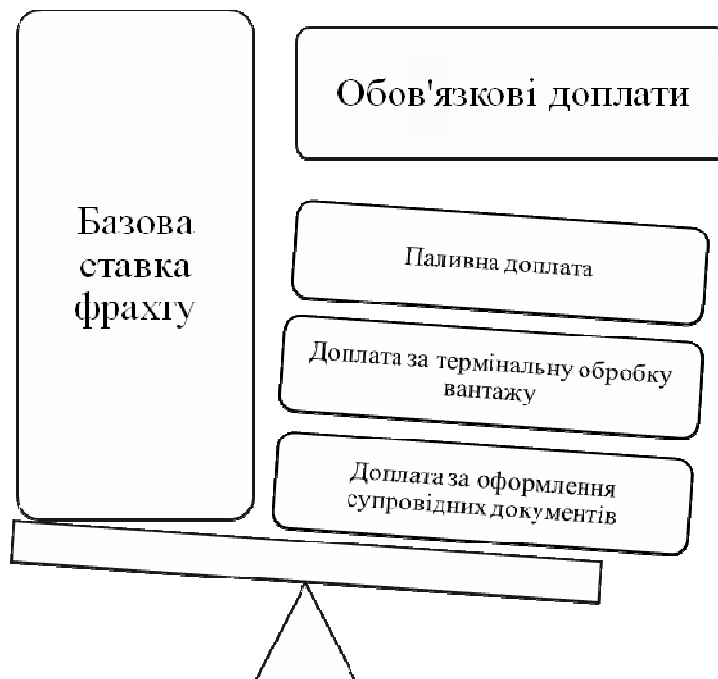 Базова
ставка
фрахту
Обов'язкові доплати
Паливна доплата
Доплата за термінальну обробку
вантажу
Доплата за оформлення
супровідних документів